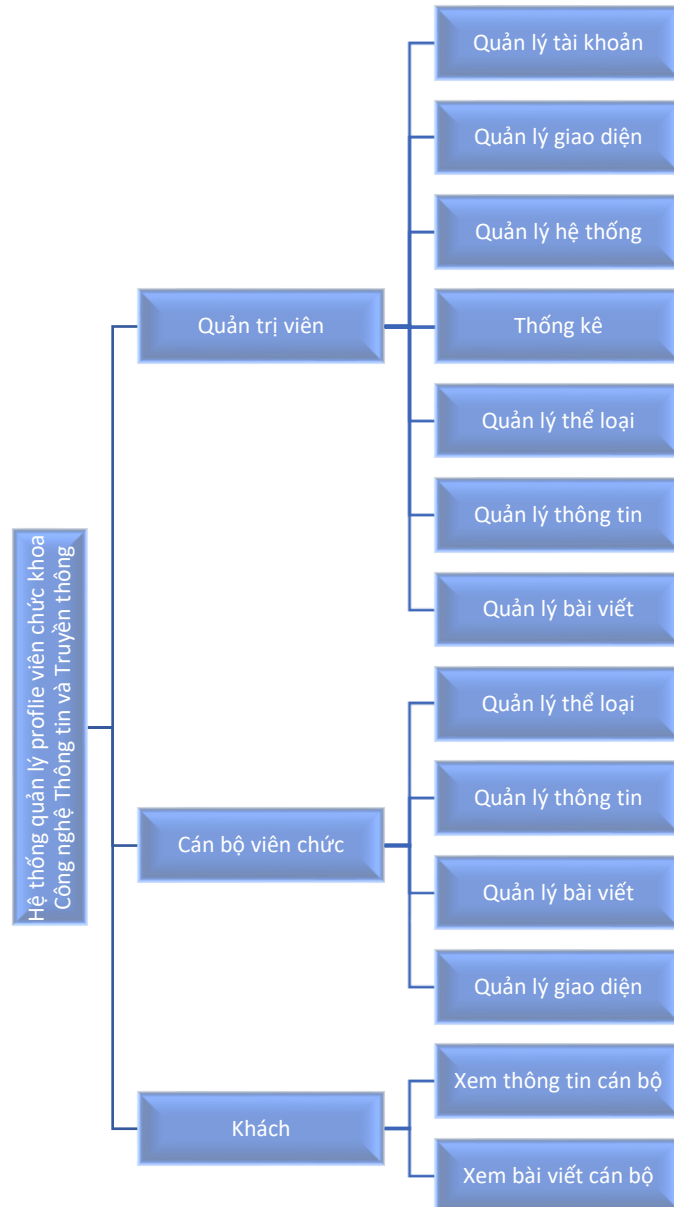 Hệ thống quản lý proflie viên chức khoa
Công nghệ Thông tin và Truyền thông
Quản trị viên
Quản lý tài khoản
Quản lý giao diện
Quản lý hệ thống
Thống kê
Quản lý thể loại
Quản lý thông tin
Quản lý bài viết
Cán bộ viên chức
Quản lý thể loại
Quản lý thông tin
Quản lý bài viết
Quản lý giao diện
Khách
Xem thông tin cán bộ
Xem bài viết cán bộ